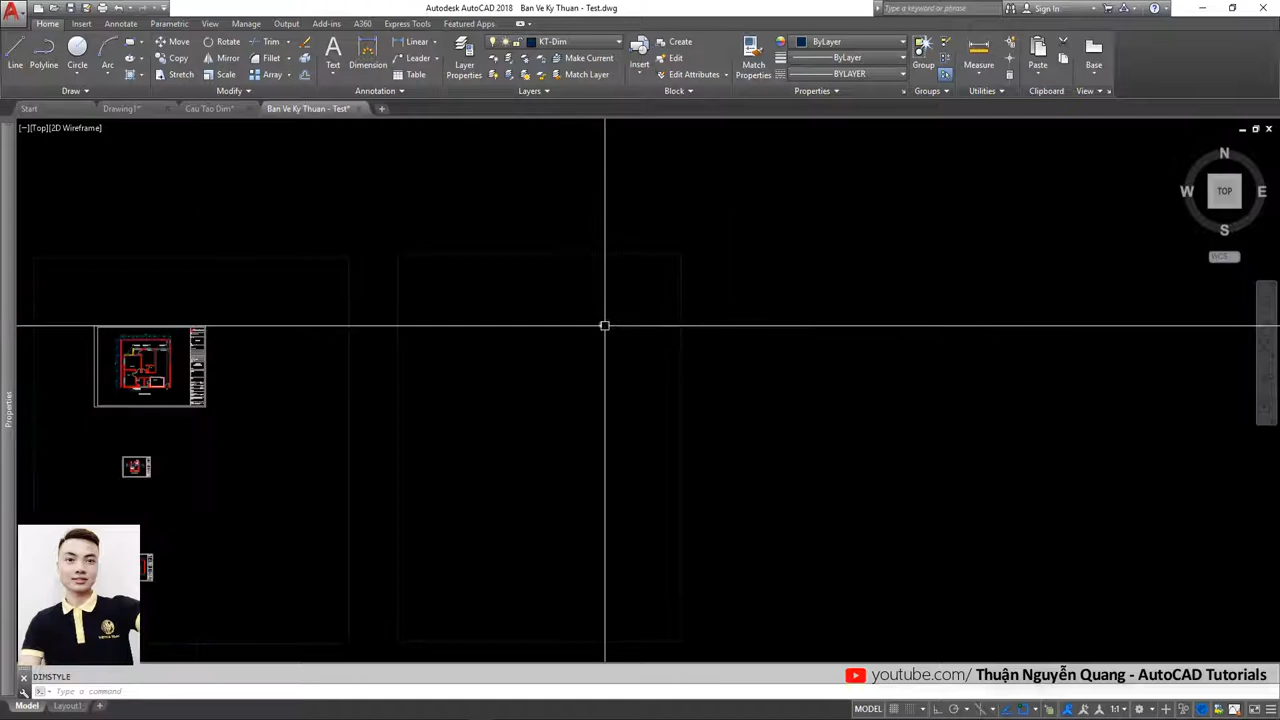 Autodesk AutoCAD 2018 Ban Ve Ky Thuan - Test.dwg
Type a keyword or phrase
Sign In
Home Insert Annotate Parametric View Manage Output Add-ins A360 Express Tools Featured Apps
Line Polyline Circle Arc
Move Rotate Trim
Copy Mirror Fillet
Stretch Scale Array
Text Dimension
Linear
Leader
Table
Layer Properties
KT-Dim
Make Current
Match Layer
Insert
Create
Edit
Edit Attributes
Match Properties
ByLayer
ByLayer
BYLAYER
Group
Measure
Paste
Base
Draw Modify Annotation Layers Block Properties Groups Utilities Clipboard View
Start Drawing1* Cau Tao Dim* Ban Ve Ky Thuan - Test*
[−][Top][2D Wireframe]
N
W TOP E
S
WCS
Properties
DIMSTYLE
Type a command
youtube.com/ Thuận Nguyễn Quang - AutoCAD Tutorials
Model Layout1
MODEL
1:1